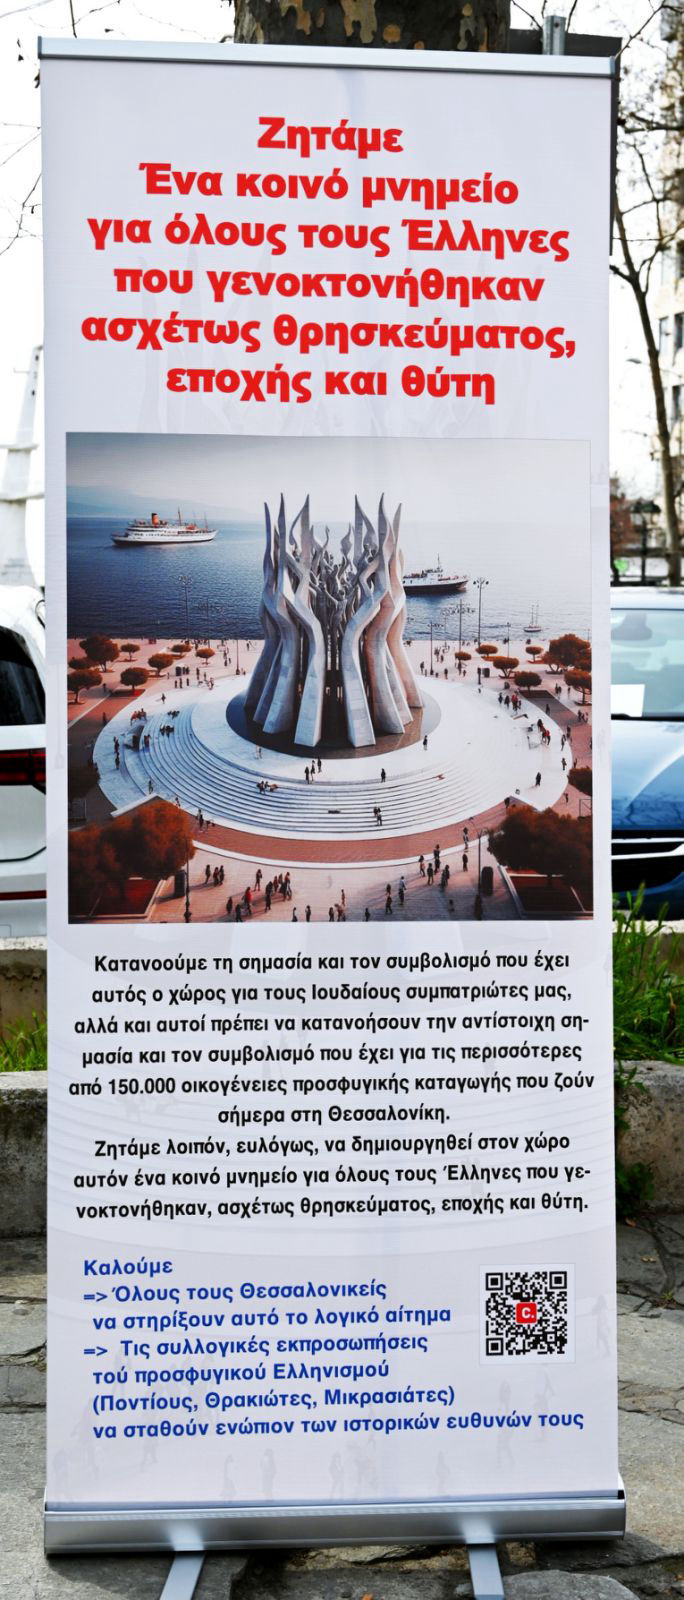 Ζητάμε
Ένα κοινό μνημείο
για όλους τους Έλληνες
που γενοκτονήθηκαν
ασχέτως θρησκεύματος,
εποχής και θύτη
Κατανοούμε τη σημασία και τον συμβολισμό που έχει
αυτός ο χώρος για τους Ιουδαίους συμπατριώτες μας,
αλλά και αυτοί πρέπει να κατανοήσουν την αντίστοιχη ση-
μασία και τον συμβολισμό που έχει για τις περισσότερες
από 150.000 οικογένειες προσφυγικής καταγωγής που ζούν
σήμερα στη Θεσσαλονίκη.
Ζητάμε λοιπόν, ευλόγως, να δημιουργηθεί στον χώρο
αυτόν ένα κοινό μνημείο για όλους τους Έλληνες που γε-
νοκτονήθηκαν, ασχέτως θρησκεύματος, εποχής και θύτη.
Καλούμε
=> Όλους τους Θεσσαλονικείς
να στηρίξουν αυτό το λογικό αίτημα
=> Τις συλλογικές εκπροσωπήσεις
τού προσφυγικού Ελληνισμού
(Ποντίους, Θρακιώτες, Μικρασιάτες)
να σταθούν ενώπιον των ιστορικών ευθυνών τους
C.